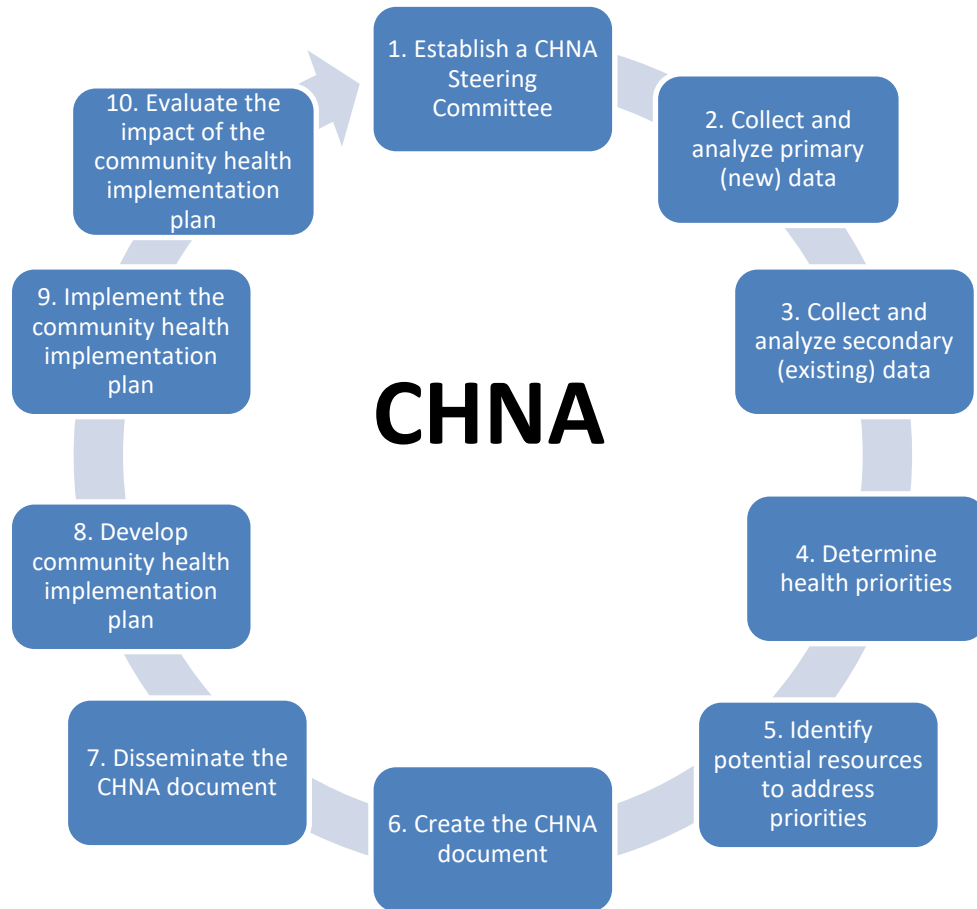 1. Establish a CHNA
Steering
Committee
2. Collect and
analyze primary
(new) data
3. Collect and
analyze secondary
(existing) data
4. Determine
health priorities
5. Identify
potential resources
to address
priorities
6. Create the CHNA
document
7. Disseminate the
CHNA document
8. Develop
community health
implementation
plan
9. Implement the
community health
implementation
plan
10. Evaluate the
impact of the
community health
implementation
plan
CHNA